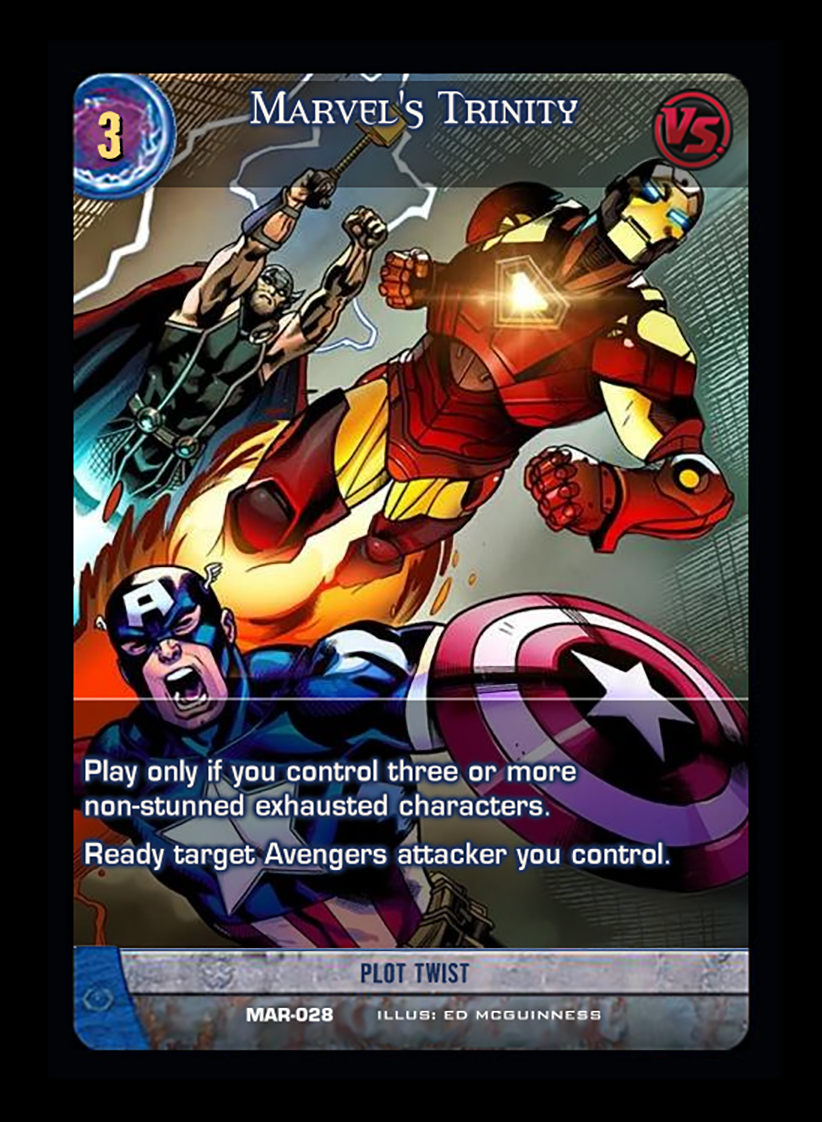 3
Marvel's Trinity
VS.
A
Play only if you control three or more
non-stunned exhausted characters.
Ready target Avengers attacker you control.
PLOT TWIST
MAR-028 ILLUS: ED MCGUINNESS